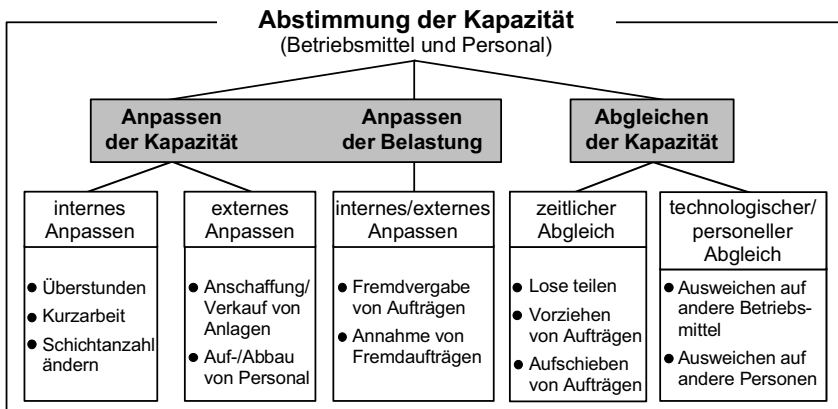 Abstimmung der Kapazität
(Betriebsmittel und Personal)
Anpassen
der Kapazität
Anpassen
der Belastung
Abgleichen
der Kapazität
internes
Anpassen
● Überstunden
● Kurzarbeit
● Schichtanzahl
ändern
externes
Anpassen
● Anschaffung/
Verkauf von
Anlagen
● Auf-/Abbau
von Personal
internes/externes
Anpassen
● Fremdvergabe
von Aufträgen
● Annahme von
Fremdaufträgen
zeitlicher
Abgleich
● Lose teilen
● Vorziehen
von Aufträgen
● Aufschieben
von Aufträgen
technologischer/
personeller
Abgleich
● Ausweichen auf
andere Betriebs-
mittel
● Ausweichen auf
andere Personen